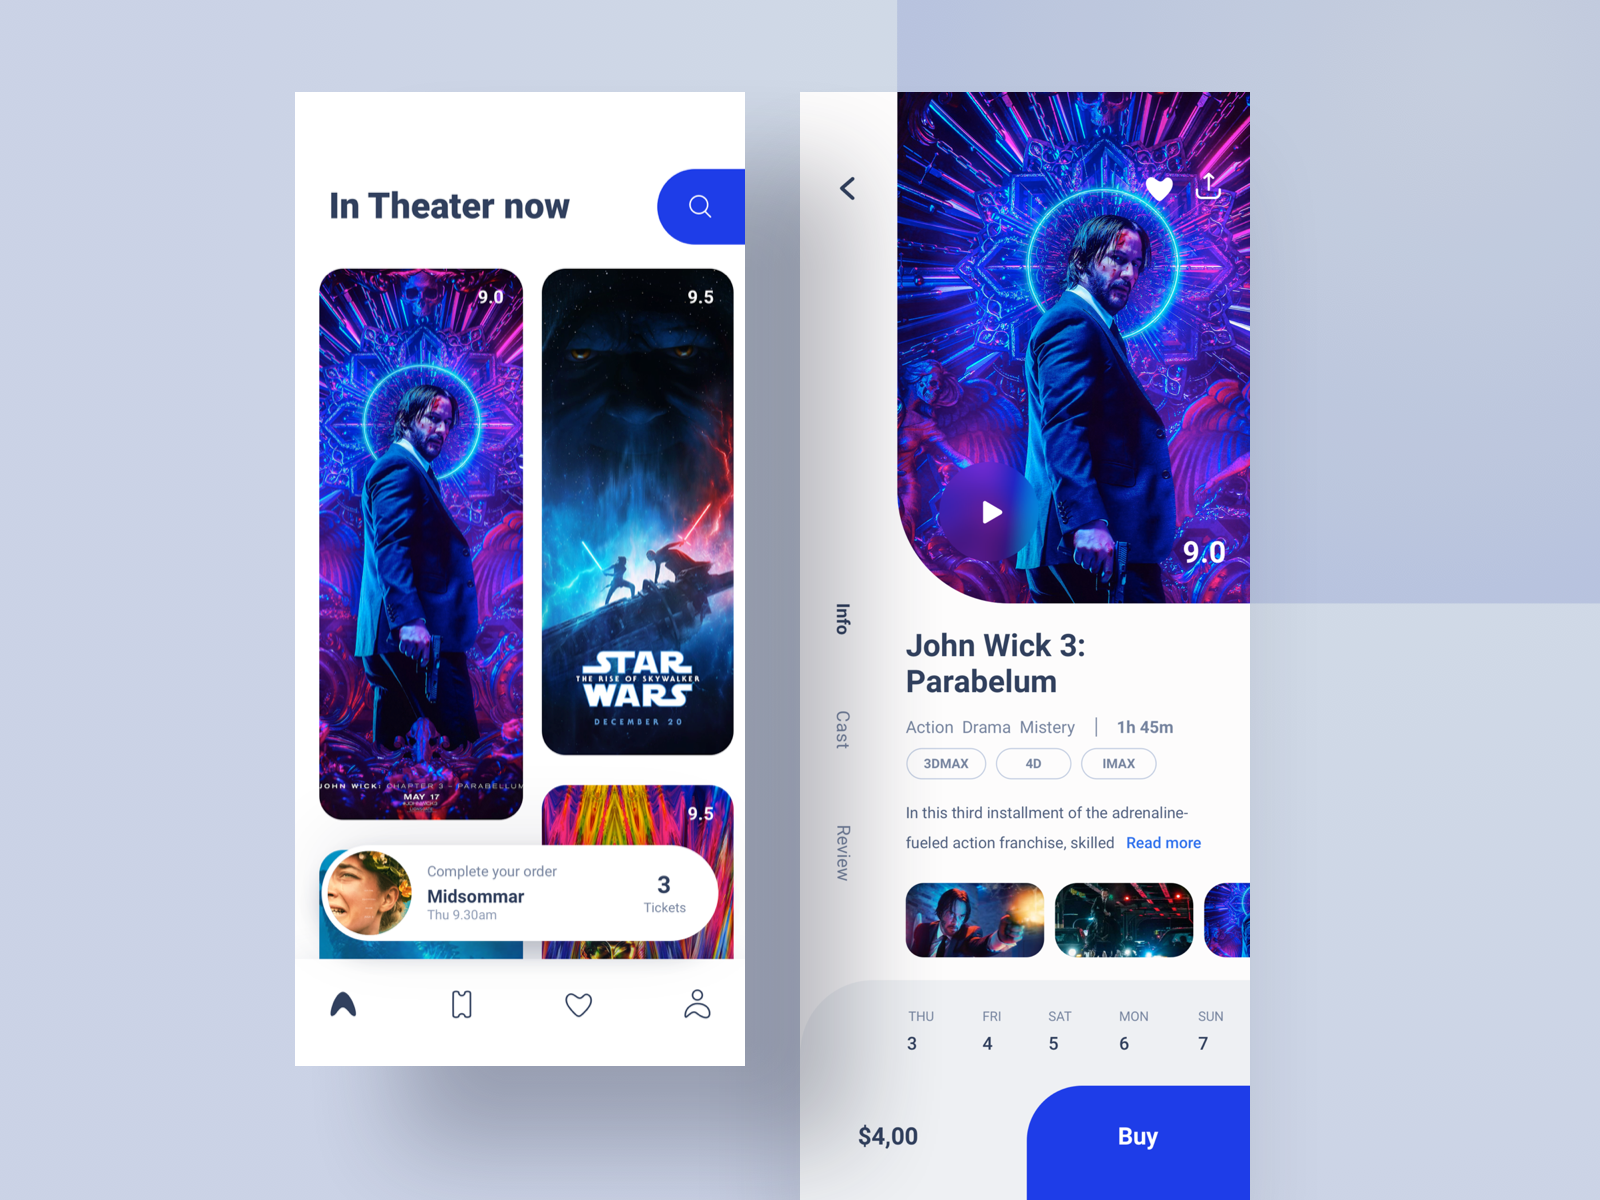 In Theater now
9.0
9.5
STAR
THE RISE OF SKYWALKER
WARS
DECEMBER 20
JOHN WICK: CHAPTER 3 – PARABELLUM
MAY 17
9.5
Complete your order
Midsommar
Thu 9.30am
3
Tickets
9.0
Info
Cast
Review
John Wick 3:
Parabelum
Action Drama Mistery | 1h 45m
3DMAX 4D IMAX
In this third installment of the adrenaline-
fueled action franchise, skilled Read more
THU FRI SAT MON SUN
3 4 5 6 7
$4,00
Buy